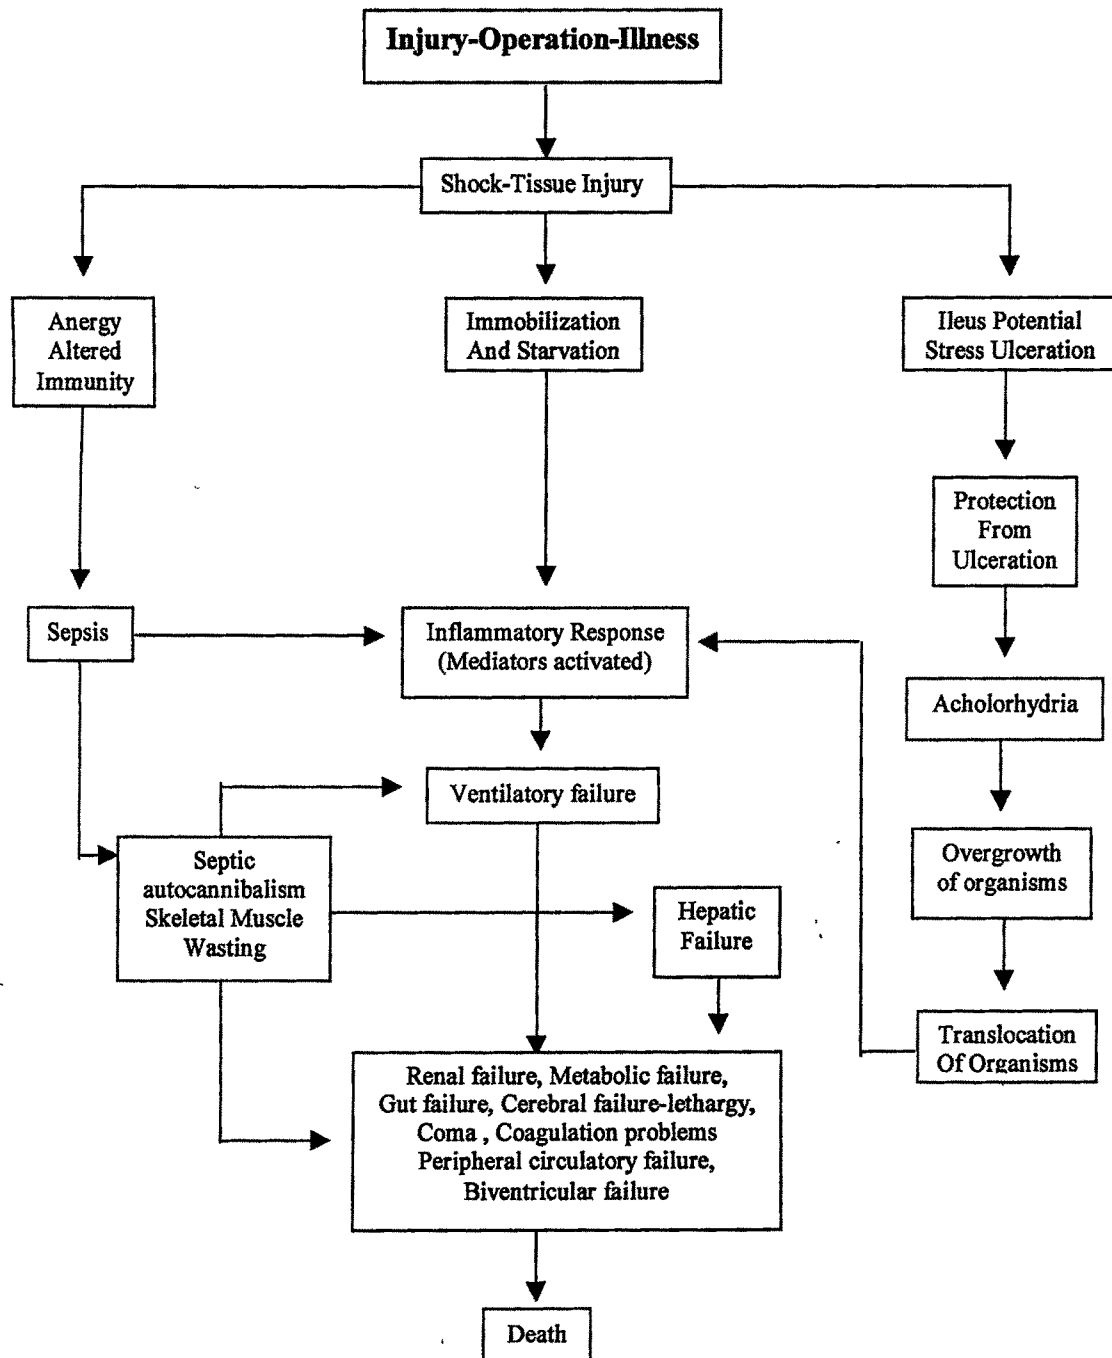 Injury-Operation-Illness
Shock-Tissue Injury
Anergy
Altered
Immunity
Immobilization
And Starvation
Ileus Potential
Stress Ulceration
Protection
From
Ulceration
Sepsis
Inflammatory Response
(Mediators activated)
Acholorhydria
Ventilatory failure
Septic
autocannibalism
Skeletal Muscle
Wasting
Overgrowth
of organisms
Hepatic
Failure
Translocation
Of Organisms
Renal failure, Metabolic failure,
Gut failure, Cerebral failure-lethargy,
Coma , Coagulation problems
Peripheral circulatory failure,
Biventricular failure
Death